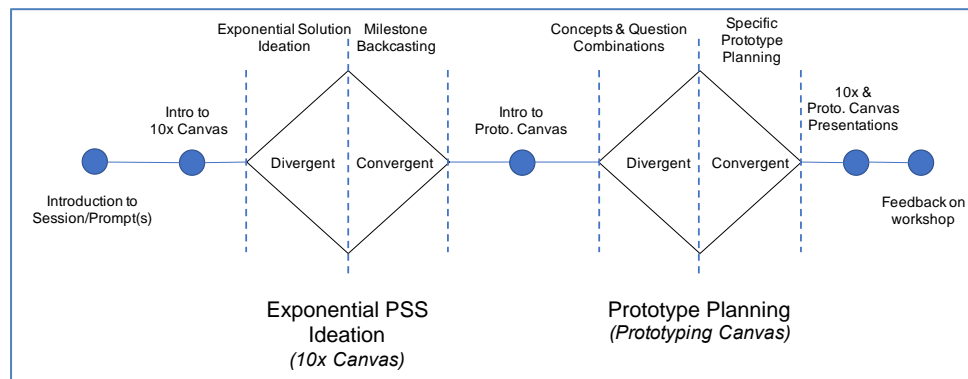 Exponential Solution
Ideation
Milestone
Backcasting
Concepts & Question
Combinations
Specific
Prototype
Planning
Intro to
10x Canvas
Intro to
Proto. Canvas
10x &
Proto. Canvas
Presentations
Divergent
Convergent
Divergent
Convergent
Introduction to
Session/Prompt(s)
Feedback on
workshop
Exponential PSS
Ideation
(10x Canvas)
Prototype Planning
(Prototyping Canvas)